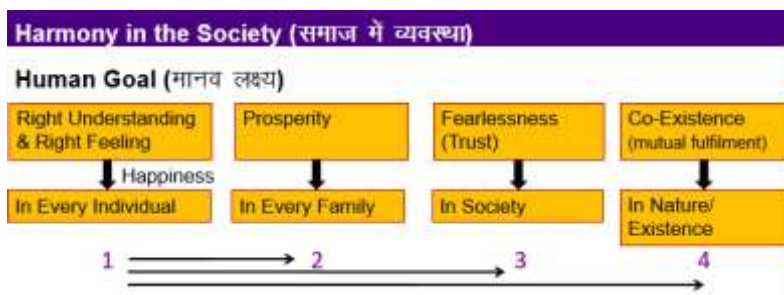 Harmony in the Society (समाज में व्यवस्था)
Human Goal (मानव लक्ष्य)
Right Understanding & Right Feeling
Prosperity
Fearlessness (Trust)
Co-Existence (mutual fulfilment)
Happiness
In Every Individual
In Every Family
In Society
In Nature/ Existence
1 2 3 4